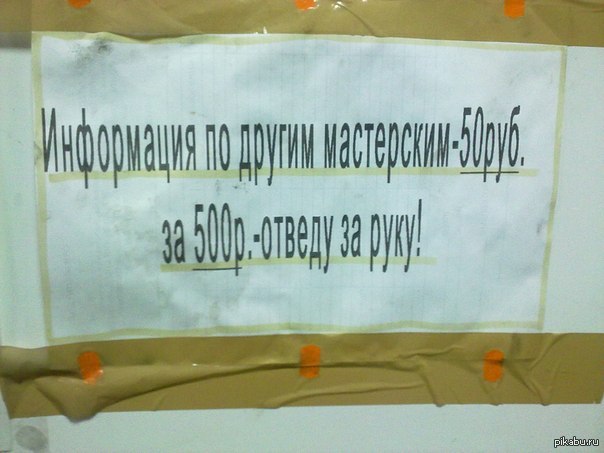 Информация по другим мастерским-50руб.
за 500р.-отведу за руку!
pikabu.ru